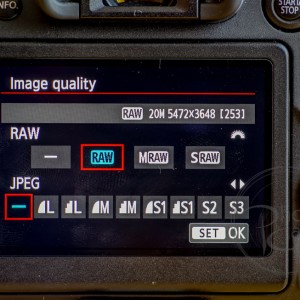 INFO.
START/
STOP
Image quality
RAW 20M 5472x3648 [253]
RAW
— RAW MRAW SRAW
JPEG
— L L M M S1 S1 S2 S3
SET OK